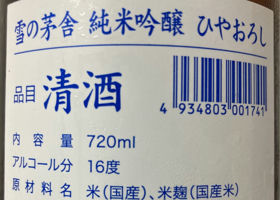 雪の茅舎 純米吟醸 ひやおろし
品目 清酒
4 934803 001741
内容量 720ml
アルコール分 16度
原材料名 米(国産)、米麹(国産米)